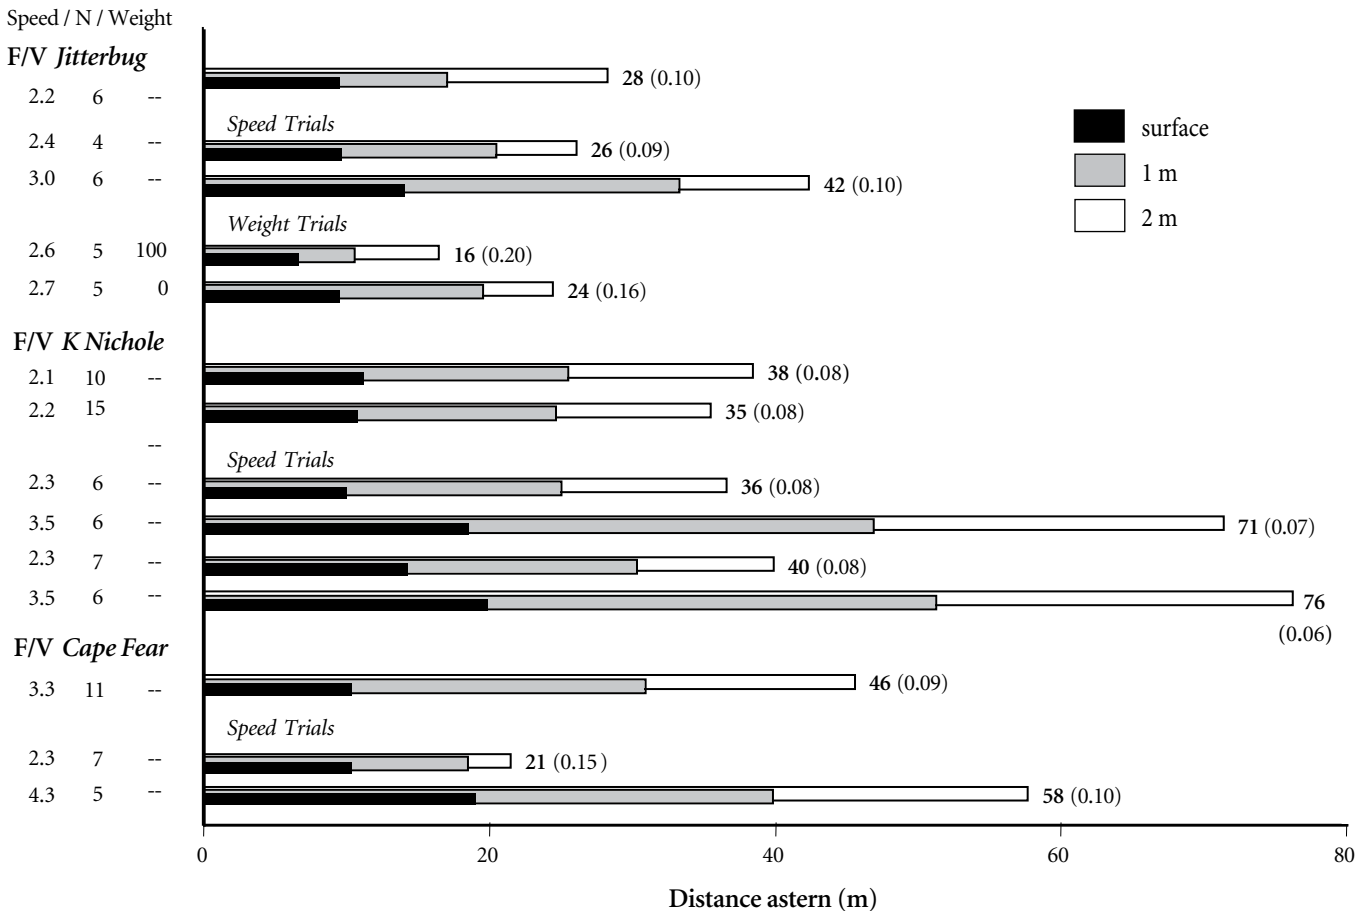 Speed / N / Weight
F/V Jitterbug
2.2 6 -- 28 (0.10)
Speed Trials
2.4 4 -- 26 (0.09)
3.0 6 -- 42 (0.10)
Weight Trials
2.6 5 100 16 (0.20)
2.7 5 0 24 (0.16)
F/V K Nichole
2.1 10 -- 38 (0.08)
2.2 15 35 (0.08)
--
Speed Trials
2.3 6 -- 36 (0.08)
3.5 6 -- 71 (0.07)
2.3 7 -- 40 (0.08)
3.5 6 -- 76
(0.06)
F/V Cape Fear
3.3 11 -- 46 (0.09)
Speed Trials
2.3 7 -- 21 (0.15)
4.3 5 -- 58 (0.10)
surface
1 m
2 m
0 20 40 60 80
Distance astern (m)